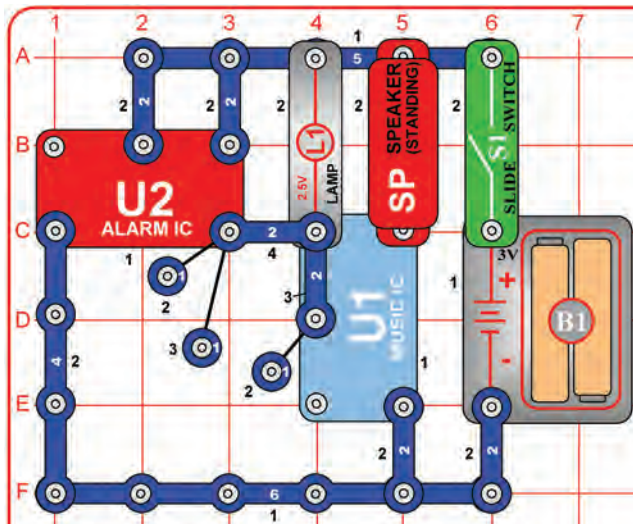 1 2 3 4 5 6 7
1
A 5
2 2 2 2 2 2 2
B
C
D
E
F
U2
ALARM IC
2.5V
L1
LAMP
SP
SPEAKER
(STANDING)
S1
SLIDE SWITCH
1
2
4
1
2
2
3
3V
+
1
B1
-
U1
MUSIC IC
1
3
1
2
1
4 2
2 2
2 2
6
1